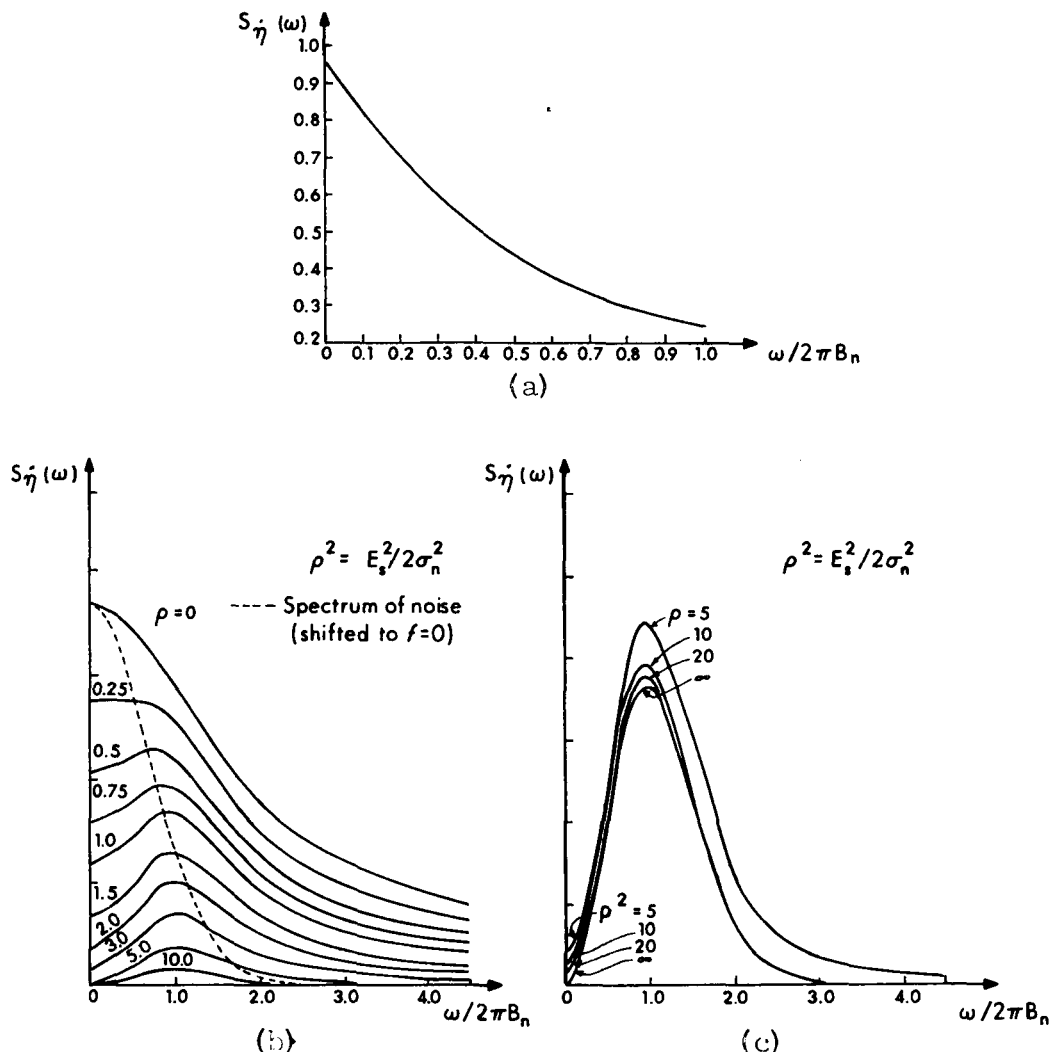 S_η̇ (ω)
1.0
0.9
0.8
0.7
0.6
0.5
0.4
0.3
0.2
0 0.1 0.2 0.3 0.4 0.5 0.6 0.7 0.8 0.9 1.0
ω/2πB_n
(a)
S_η̇ (ω)
ρ² = E_s²/2σ_n²
ρ=0
---- Spectrum of noise
(shifted to f=0)
0.25
0.5
0.75
1.0
1.5
2.0
3.0
5.0
10.0
0 1.0 2.0 3.0 4.0
ω/2πB_n
(b)
S_η̇ (ω)
ρ² = E_s²/2σ_n²
ρ=5
10
20
∞
ρ² = 5
10
20
∞
0 1.0 2.0 3.0 4.0
ω/2πB_n
(c)